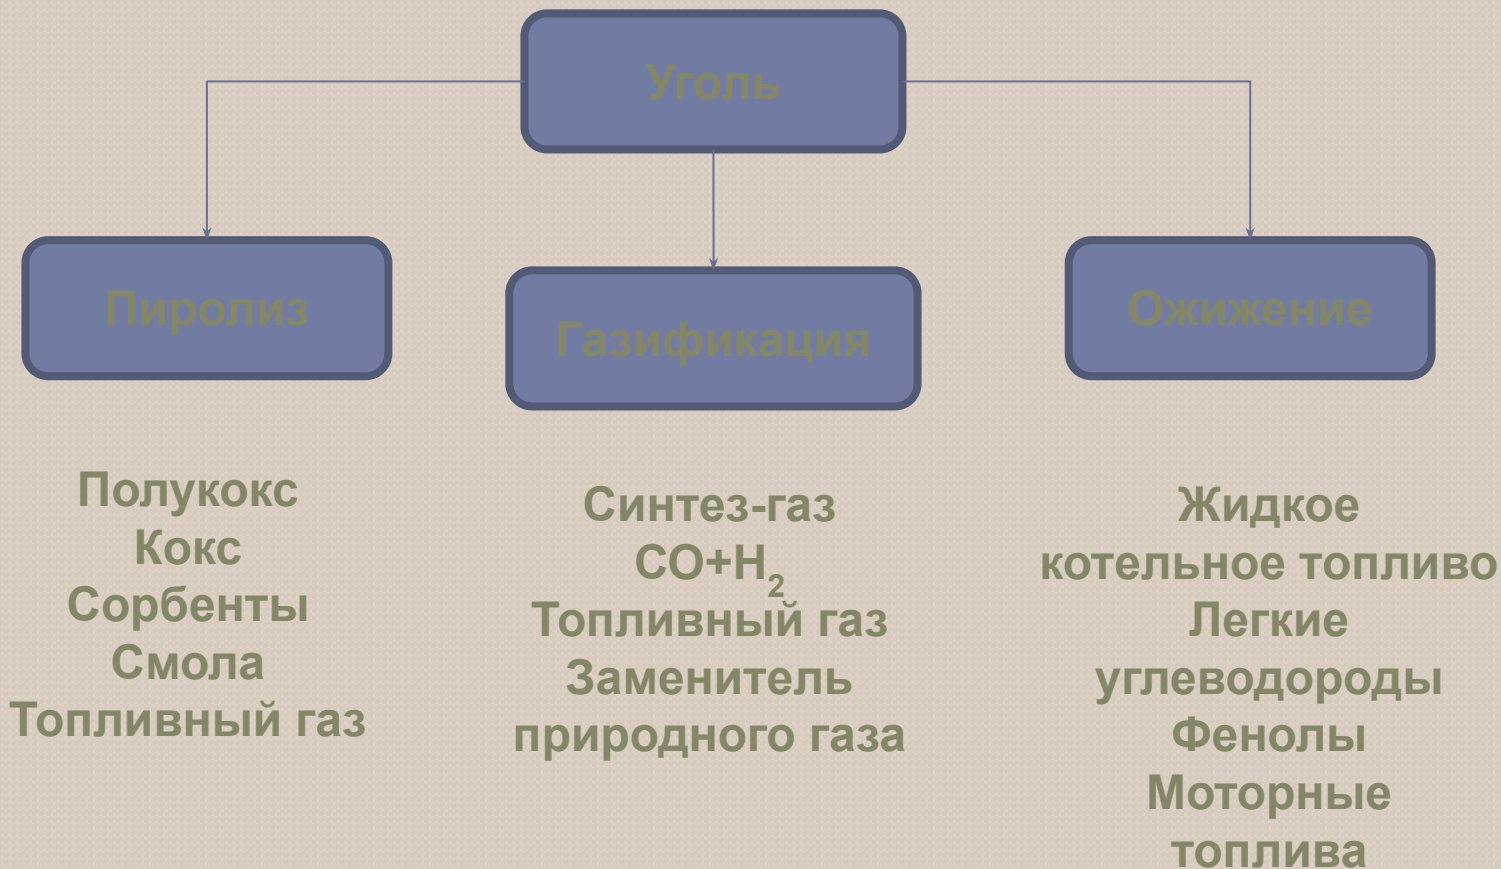 Уголь
Пиролиз
Газификация
Ожижение
Полукокс
Кокс
Сорбенты
Смола
Топливный газ
Синтез-газ
CO+H₂
Топливный газ
Заменитель
природного газа
Жидкое
котельное топливо
Легкие
углеводороды
Фенолы
Моторные
топлива